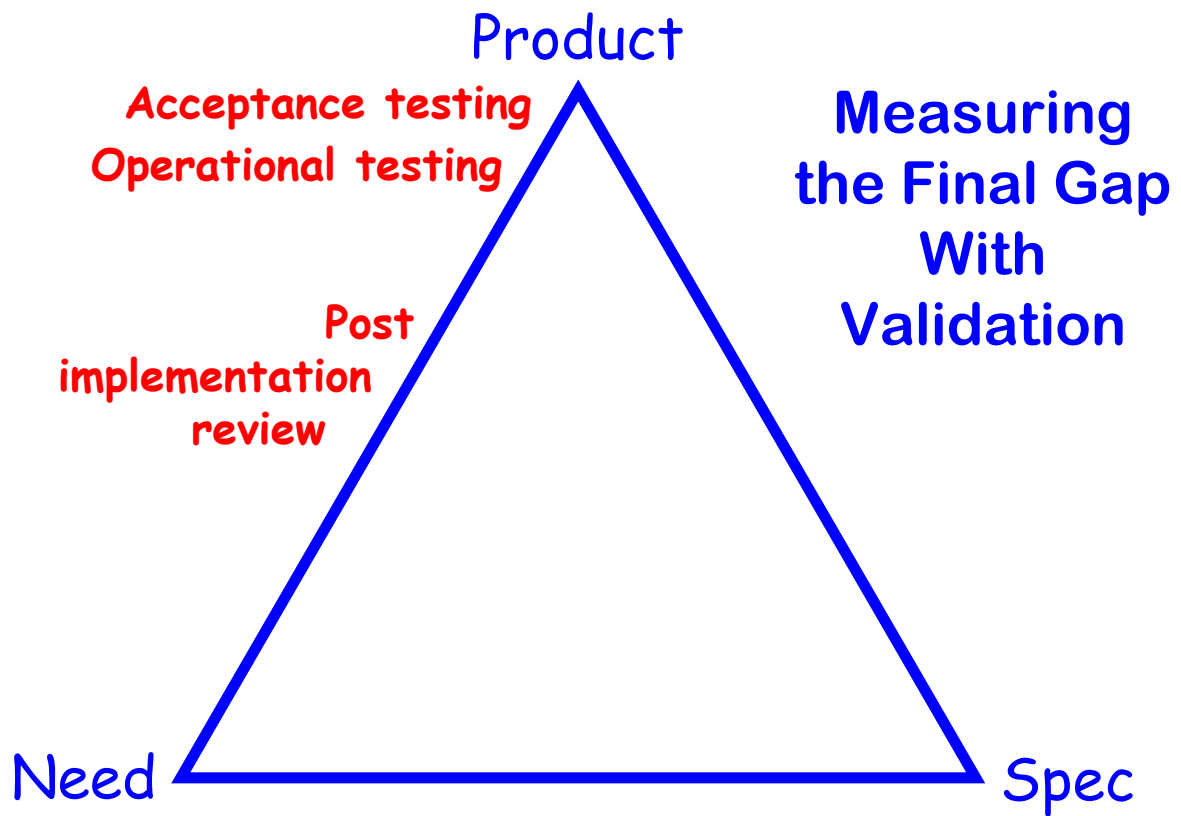 Product
Acceptance testing
Operational testing
Post
implementation
review
Measuring
the Final Gap
With
Validation
Need
Spec